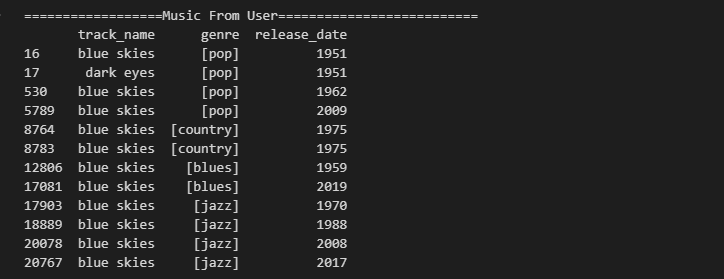 ==================Music From User==========================
track_name genre release_date
16 blue skies [pop] 1951
17 dark eyes [pop] 1951
530 blue skies [pop] 1962
5789 blue skies [pop] 2009
8764 blue skies [country] 1975
8783 blue skies [country] 1975
12806 blue skies [blues] 1959
17081 blue skies [blues] 2019
17903 blue skies [jazz] 1970
18889 blue skies [jazz] 1988
20078 blue skies [jazz] 2008
20767 blue skies [jazz] 2017